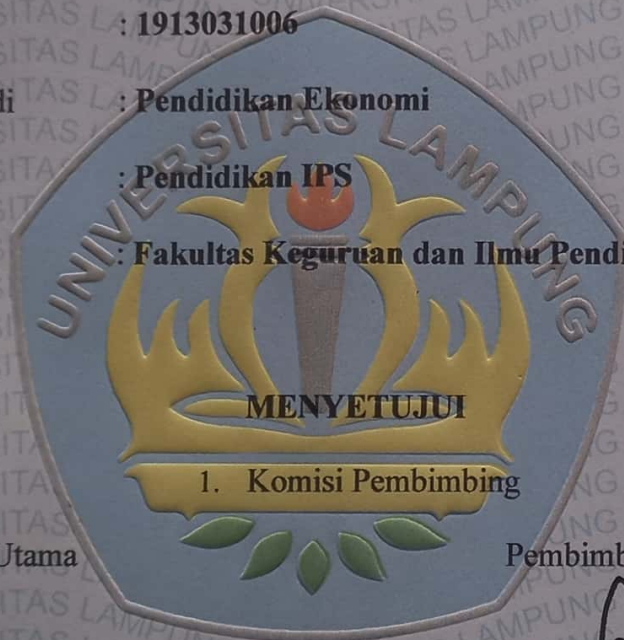 : 1913031006
di : Pendidikan Ekonomi
: Pendidikan IPS
: Fakultas Keguruan dan Ilmu Pendi
UNIVERSITAS LAMPUNG
MENYETUJUI
1. Komisi Pembimbing
Utama Pembimb